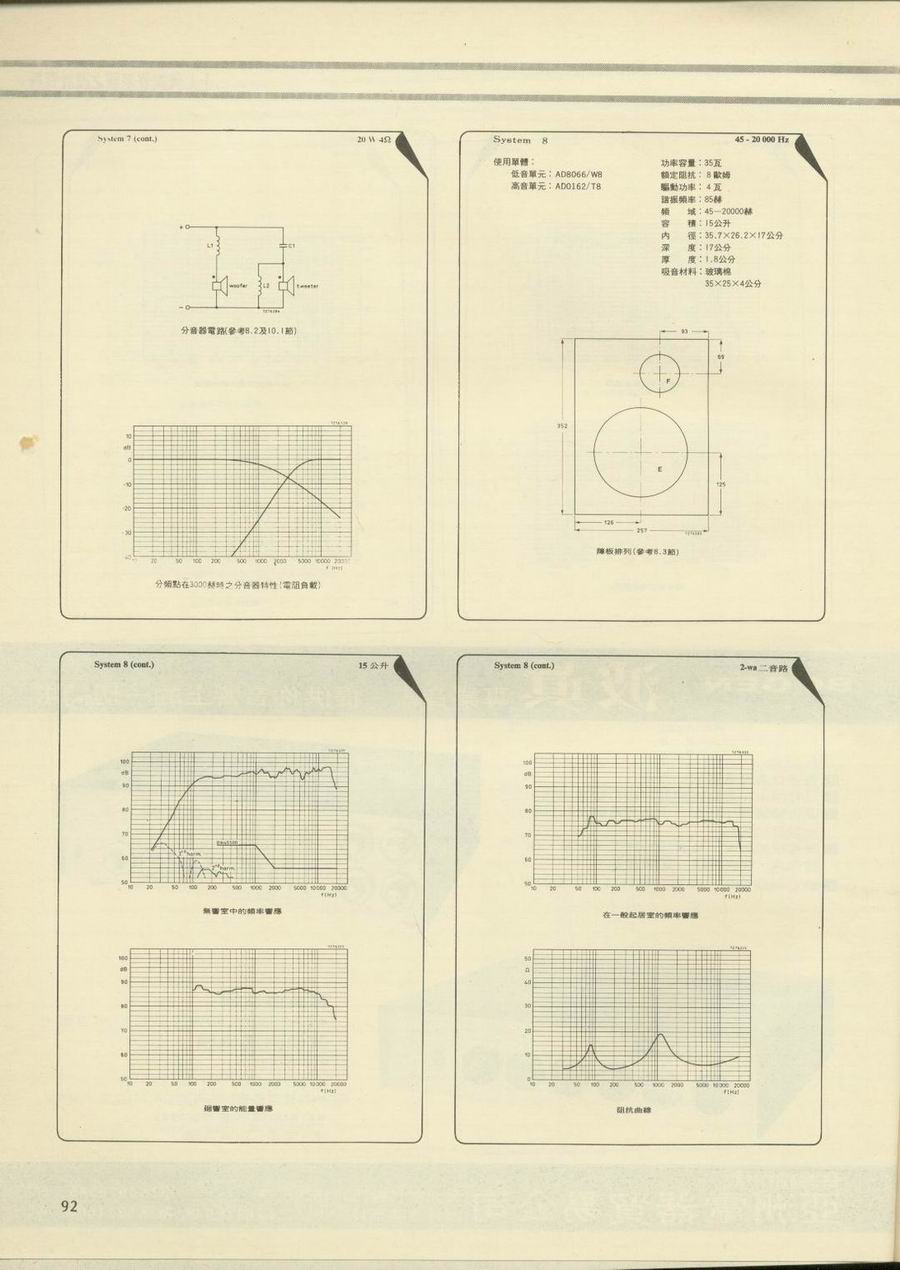 System 7 (cont.)
20 W 4Ω
+
L1
C1
woofer
L2
tweeter
−
分音器電路(參考8.2及10.1節)
10
dB
0
-10
-20
20 50 100 200 500 1000 2000 5000 10000
f (Hz)
分頻點在3000赫時之分音器特性(電阻負載)
System 8
45 - 20 000 Hz
使用單體：
低音單元：AD8066/W8
高音單元：AD0162/T8
功率容量：35瓦
額定阻抗：8歐姆
驅動功率：4瓦
諧振頻率：85赫
頻 域：45—20000赫
容 積：15公升
內 徑：35.7×26.2×17公分
深 度：17公分
厚 度：1.8公分
吸音材料：玻璃棉
35×25×4公分
93
69
F
352
E
125
126
257
障板排列(參考8.3節)
System 8 (cont.)
15 公升
100
dB
90
80
70
60
50
10 20 50 100 200 500 1000 2000 5000 10000 20000
f (Hz)
無響室中的頻率響應
100
dB
90
80
70
60
50
10 20 50 100 200 500 1000 2000 5000 10000 20000
f (Hz)
迴響室的能量響應
System 8 (cont.)
2-wa 二音路
100
dB
90
80
70
60
50
10 20 50 100 200 500 1000 2000 5000 10000 20000
f (Hz)
在一般起居室的頻率響應
50
Ω
40
30
20
10
0
10 20 50 100 200 500 1000 2000 5000 10000 20000
f (Hz)
阻抗曲線
92